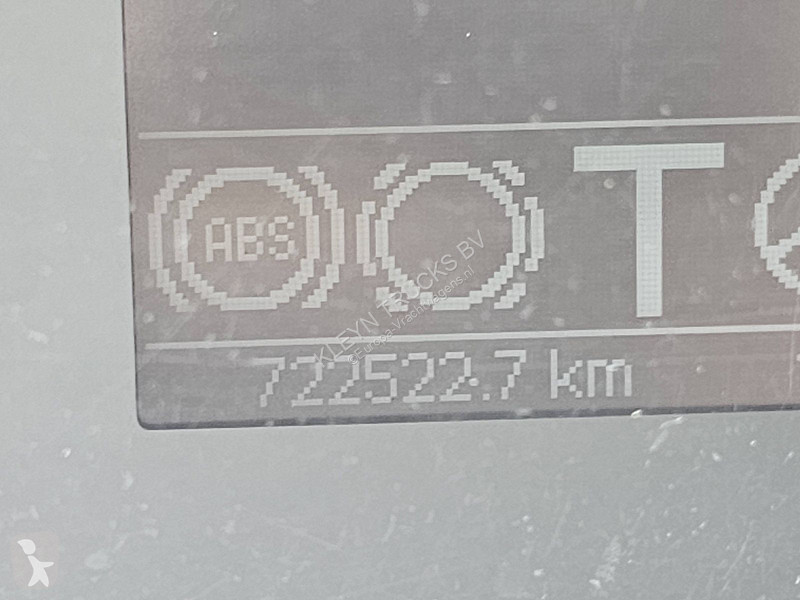 ABS
T
KLEYN TRUCKS BV
722522.7 km